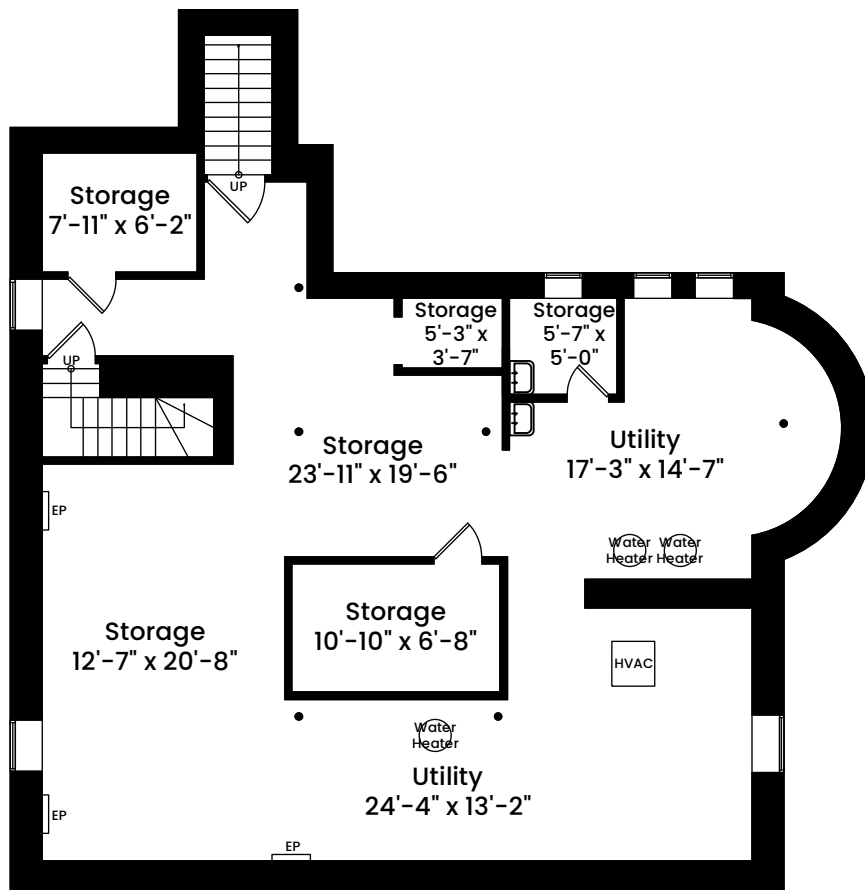 UP
Storage
7'-11" x 6'-2"
Storage
5'-3" x
3'-7"
Storage
5'-7" x
5'-0"
UP
Storage
23'-11" x 19'-6"
Utility
17'-3" x 14'-7"
EP
Water
Heater
Water
Heater
Storage
10'-10" x 6'-8"
Storage
12'-7" x 20'-8"
HVAC
Water
Heater
Utility
24'-4" x 13'-2"
EP
EP